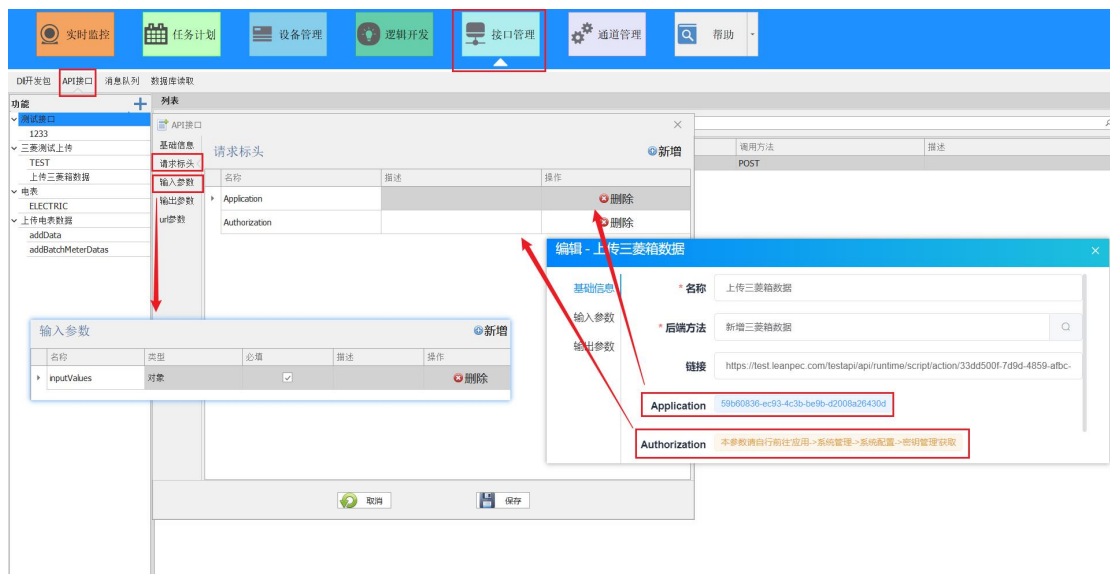 实时监控 任务计划 设备管理 逻辑开发 接口管理 通道管理 帮助
DI开发包 API接口 消息队列 数据库读取
功能 列表
测试接口
1233
三菱测试上传
TEST
上传三菱箱数据
电表
ELECTRIC
上传电表数据
addData
addBatchMeterDatas
调用方法 描述
POST
API接口
基础信息
请求标头
输入参数
输出参数
url参数
请求标头 新增
名称 描述 操作
Application 删除
Authorization 删除
取消 保存
输入参数 新增
名称 类型 必填 描述 操作
inputValues 对象 删除
编辑 - 上传三菱箱数据
基础信息
输入参数
输出参数
* 名称 上传三菱箱数据
* 后端方法 新增三菱箱数据
链接 https://test.leanpec.com/testapi/api/runtime/script/action/33dd500f-7d9d-4859-afbc-
Application 59b60836-ec93-4c3b-be9b-d2008a26430d
Authorization 本参数请自行前往'应用->系统管理->系统配置->密钥管理'获取